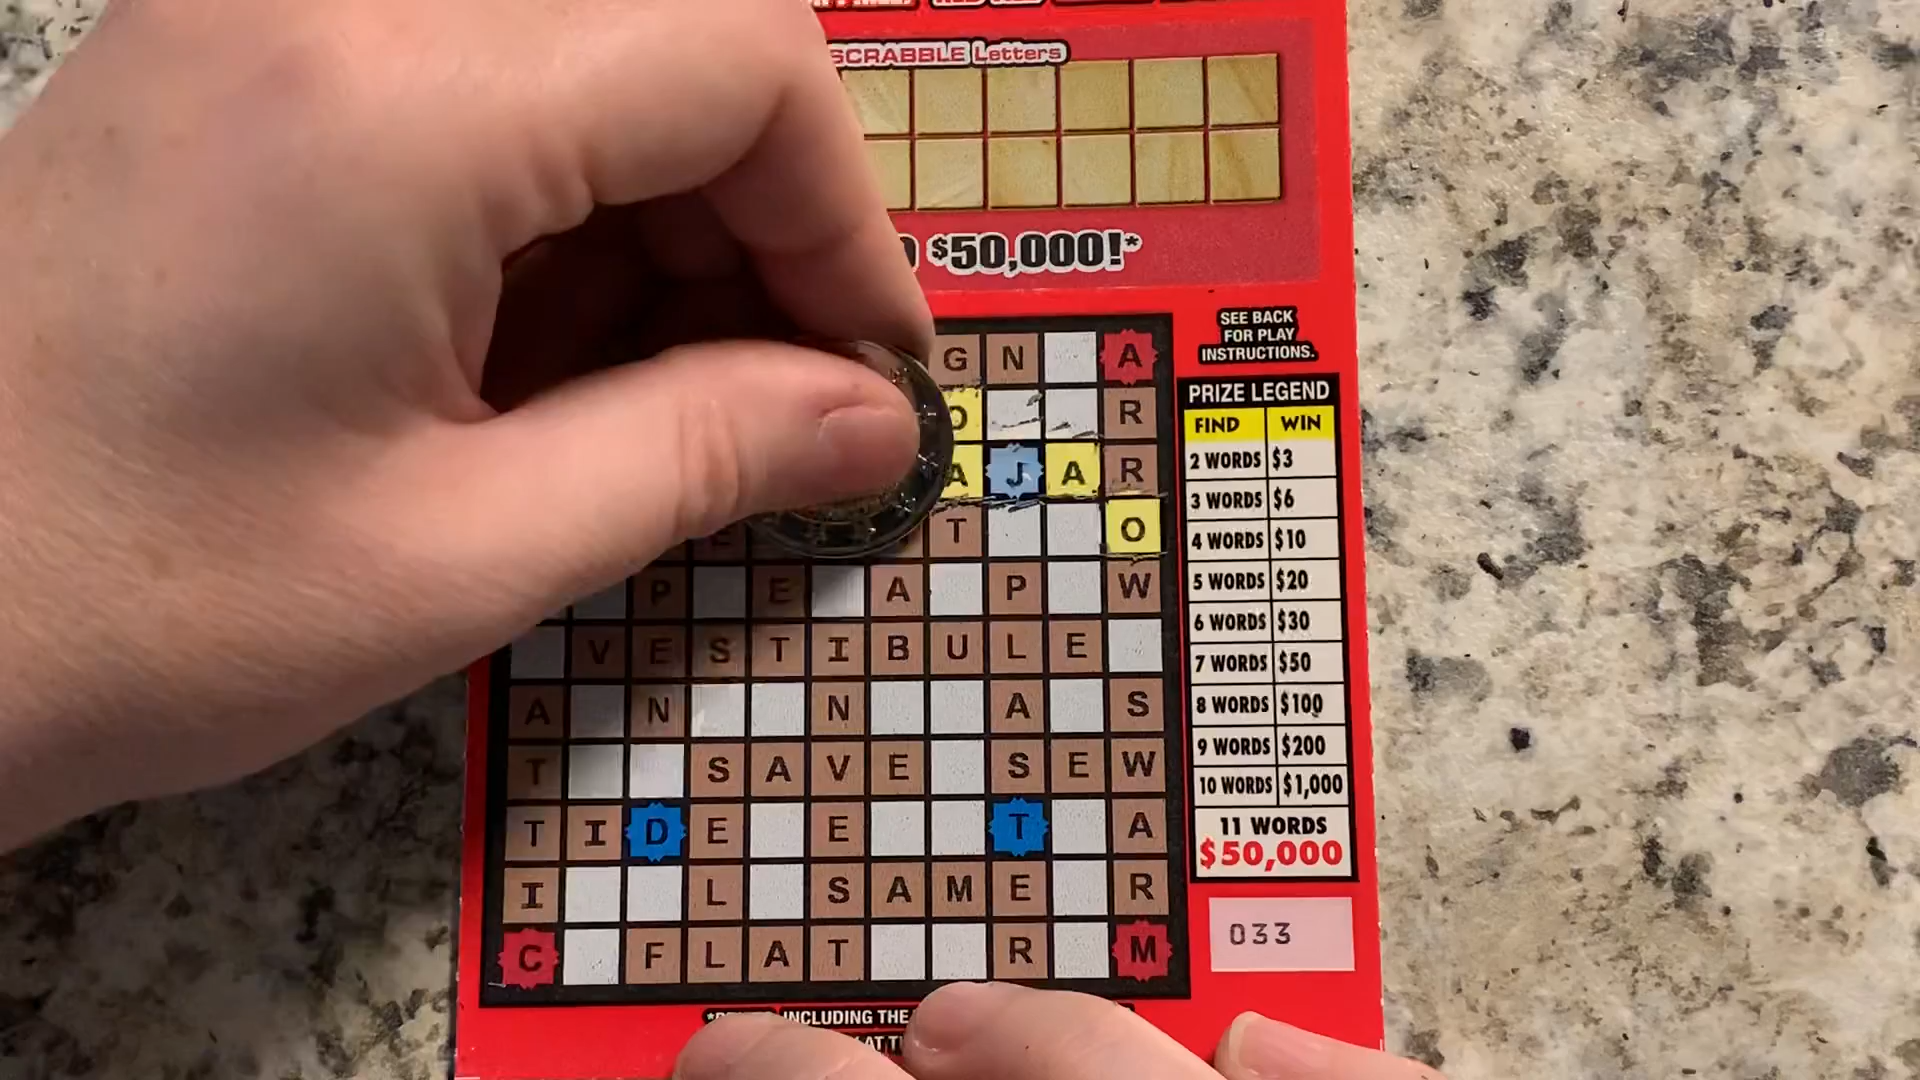 SCRABBLE Letters
$50,000!*
SEE BACK
FOR PLAY
INSTRUCTIONS.
PRIZE LEGEND
FIND WIN
2 WORDS $3
3 WORDS $6
4 WORDS $10
5 WORDS $20
6 WORDS $30
7 WORDS $50
8 WORDS $100
9 WORDS $200
10 WORDS $1,000
11 WORDS
$50,000
033
G N A
O R
A J A R
T O
P E A P W
V E S T I B U L E
A N N A S
T S A V E S E W
T I D E E T A
I L S A M E R
C F L A T R M
INCLUDING THE